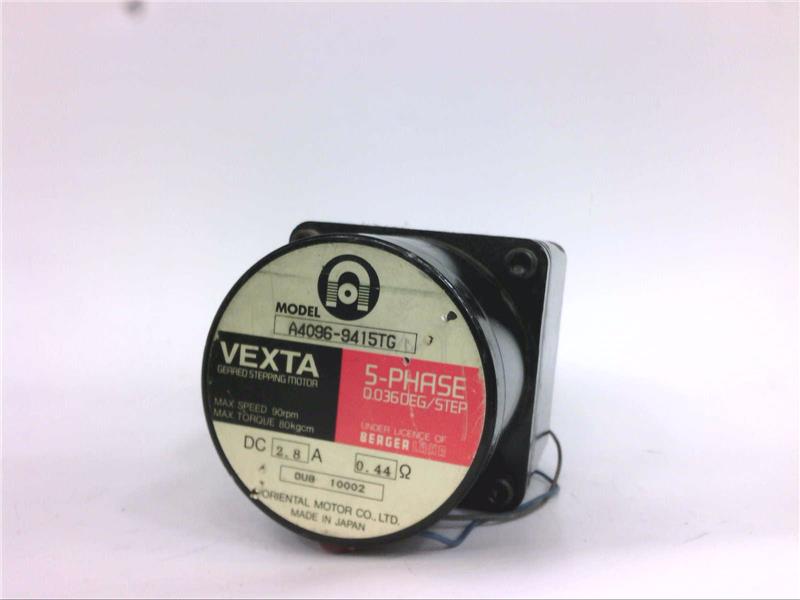 MODEL
A4096-9415TG
VEXTA
GEARED STEPPING MOTOR
5-PHASE
0.036DEG/STEP
MAX. SPEED 90rpm
MAX. TORQUE 80kgcm
UNDER LICENCE OF
BERGER LAHR
DC 2.8 A 0.44 Ω
10002
ORIENTAL MOTOR CO., LTD.
MADE IN JAPAN